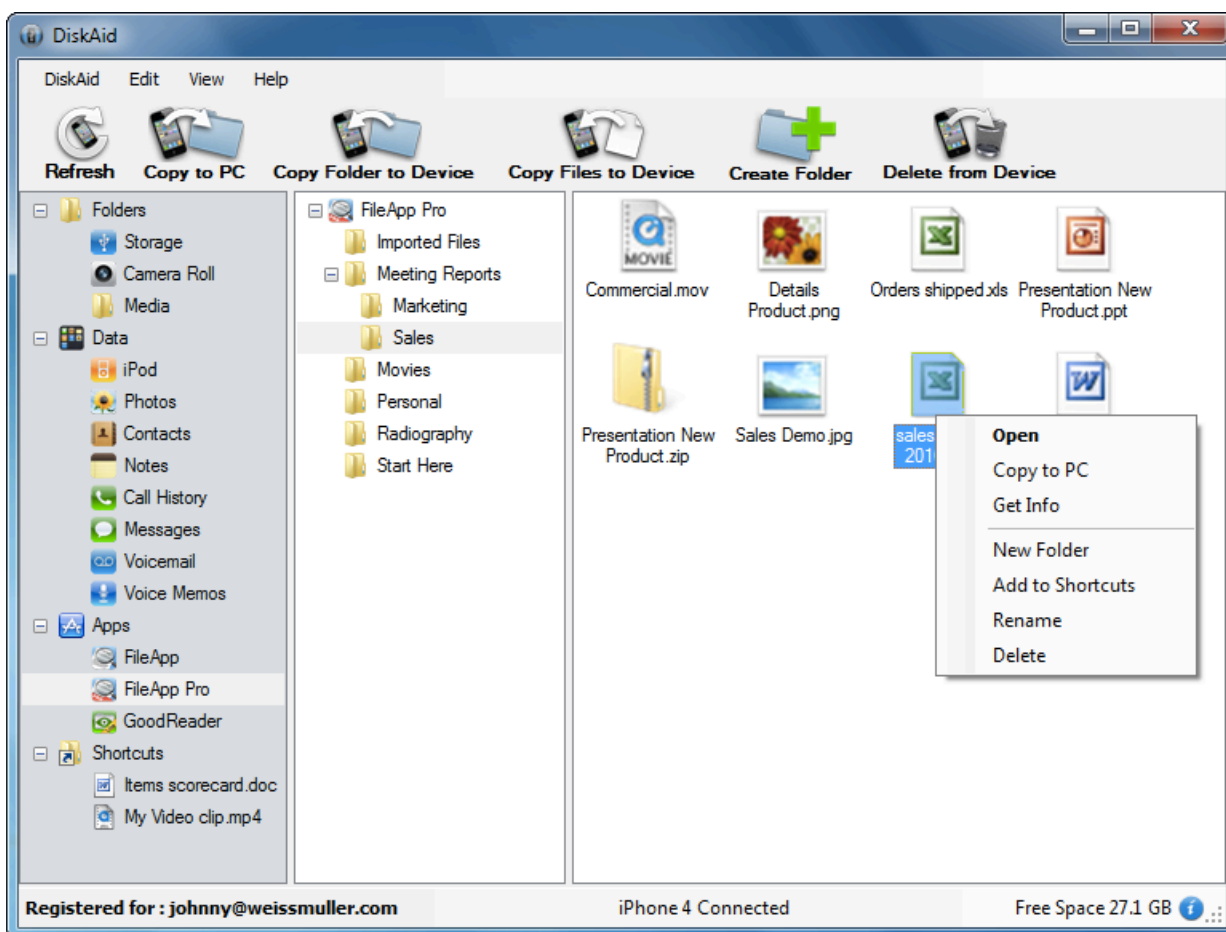 DiskAid
DiskAid Edit View Help
Refresh Copy to PC Copy Folder to Device Copy Files to Device Create Folder Delete from Device
Folders
Storage
Camera Roll
Media
Data
iPod
Photos
Contacts
Notes
Call History
Messages
Voicemail
Voice Memos
Apps
FileApp
FileApp Pro
GoodReader
Shortcuts
Items scorecard.doc
My Video clip.mp4
FileApp Pro
Imported Files
Meeting Reports
Marketing
Sales
Movies
Personal
Radiography
Start Here
MOVIE
Commercial.mov
Details
Product.png
Orders shipped.xls
Presentation New
Product.ppt
Presentation New
Product.zip
Sales Demo.jpg
sales
Open
Copy to PC
Get Info
New Folder
Add to Shortcuts
Rename
Delete
Registered for : johnny@weissmuller.com
iPhone 4 Connected
Free Space 27.1 GB